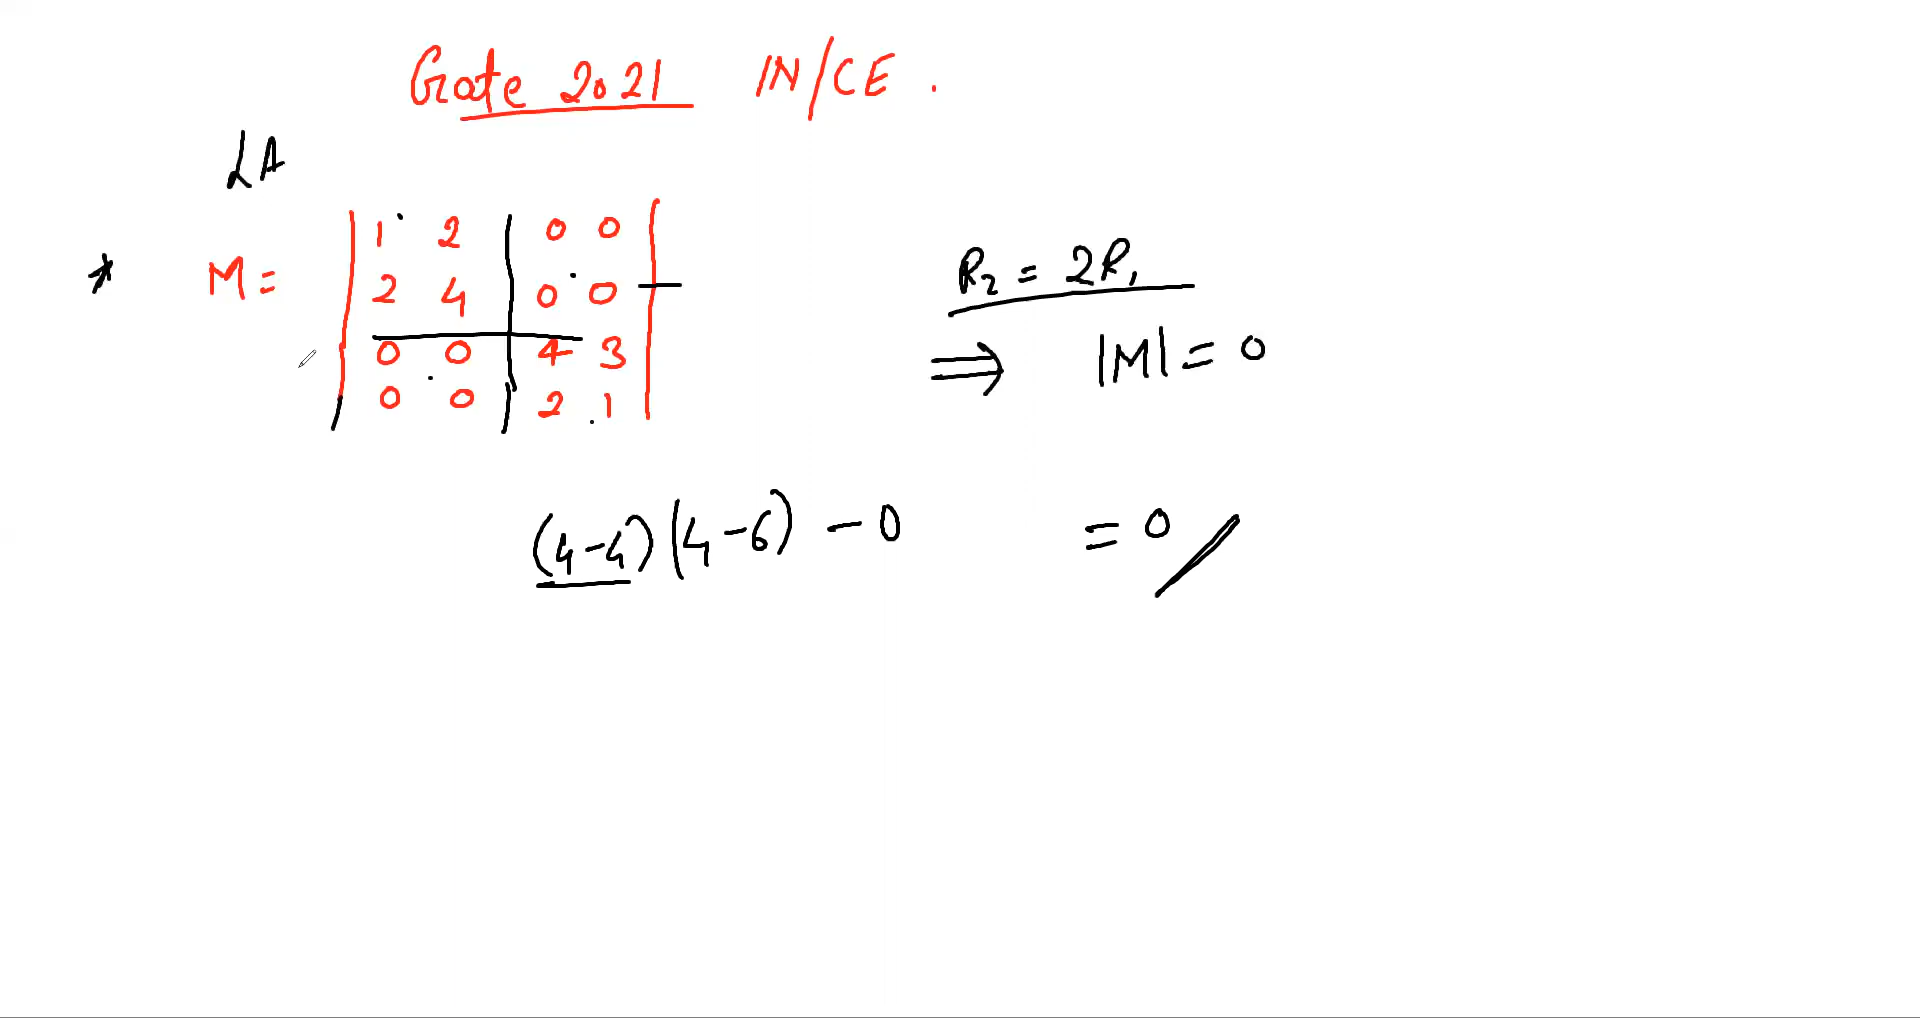 Gate 2021 IN/CE.
LA
* M = | 1 2 | 0 0 |
2 4 | 0 0
0 0 | 4 3
0 0 | 2 1
R₂ = 2R₁
⟹ |M| = 0
(4-4)(4-6) - 0 = 0